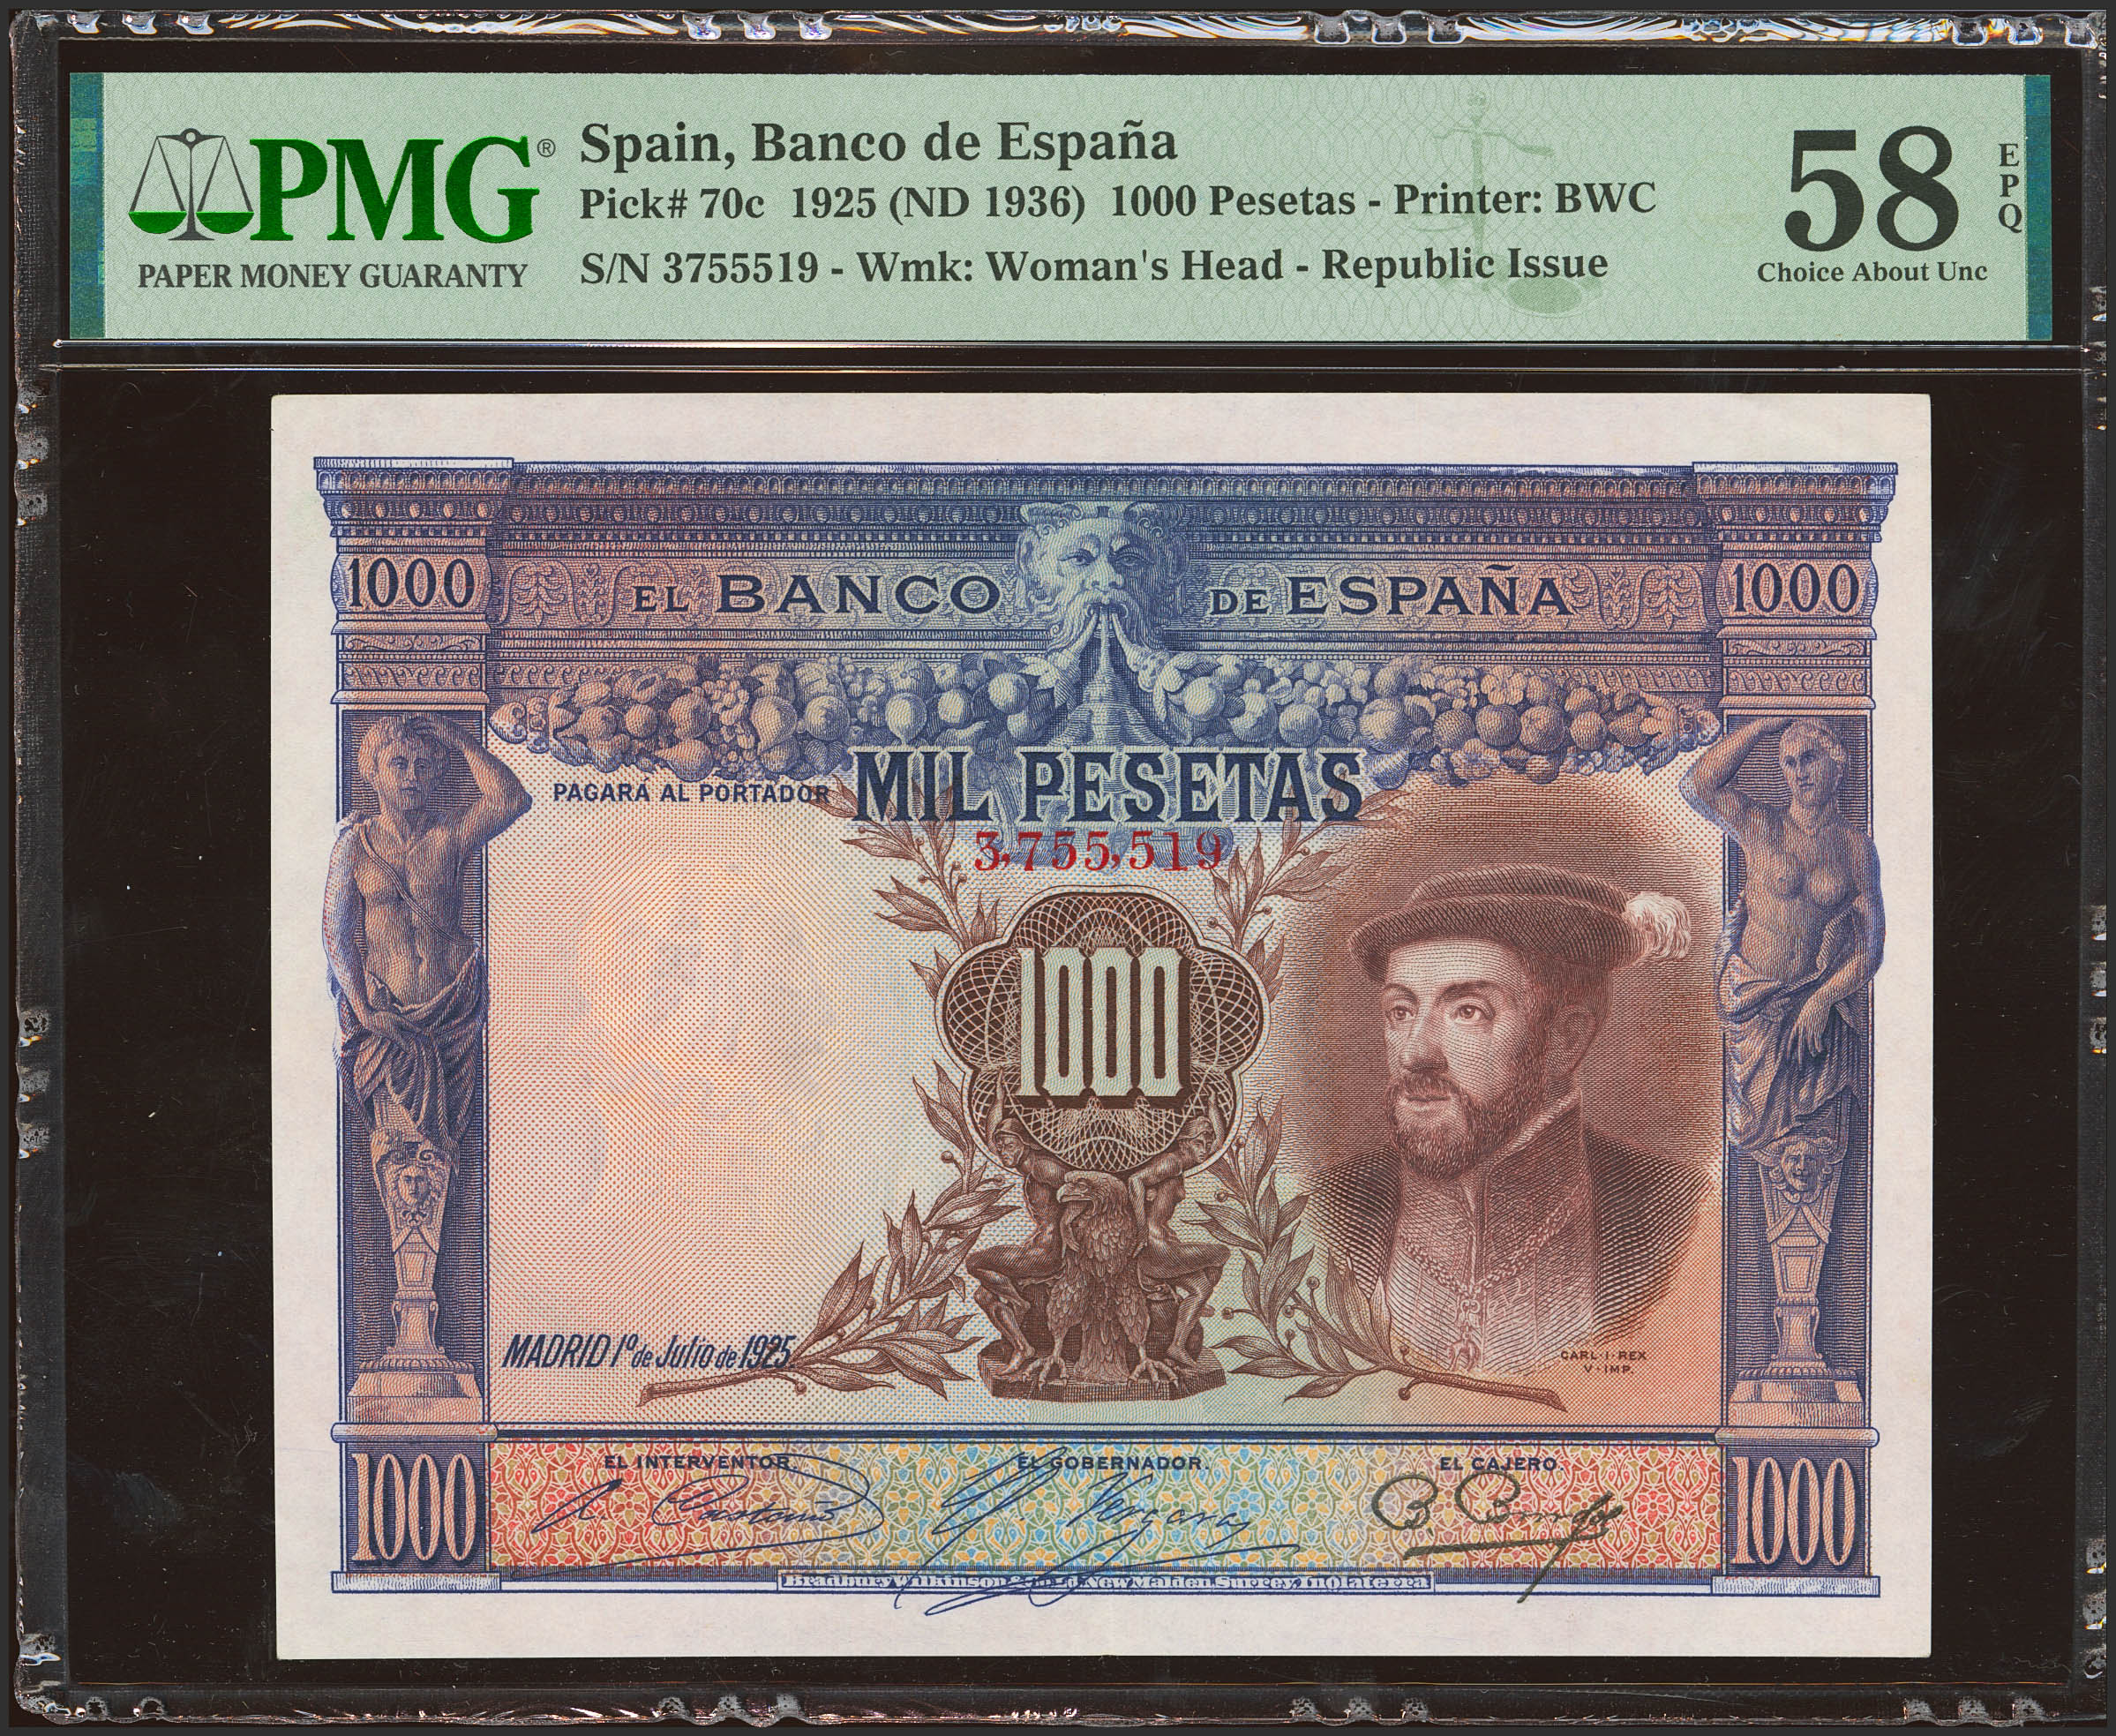 PMG®
PAPER MONEY GUARANTY
Spain, Banco de España
Pick# 70c 1925 (ND 1936) 1000 Pesetas - Printer: BWC
S/N 3755519 - Wmk: Woman's Head - Republic Issue
58
EPQ
Choice About Unc
1000
EL BANCO DE ESPAÑA
1000
PAGARÁ AL PORTADOR
MIL PESETAS
3,755,519
1000
MADRID 1º de Julio de 1925
CARL·I·REX
V·IMP.
1000
EL INTERVENTOR.
EL GOBERNADOR.
EL CAJERO.
1000
Bradbury Wilkinson & Co Ld New Malden, Surrey, Inglaterra